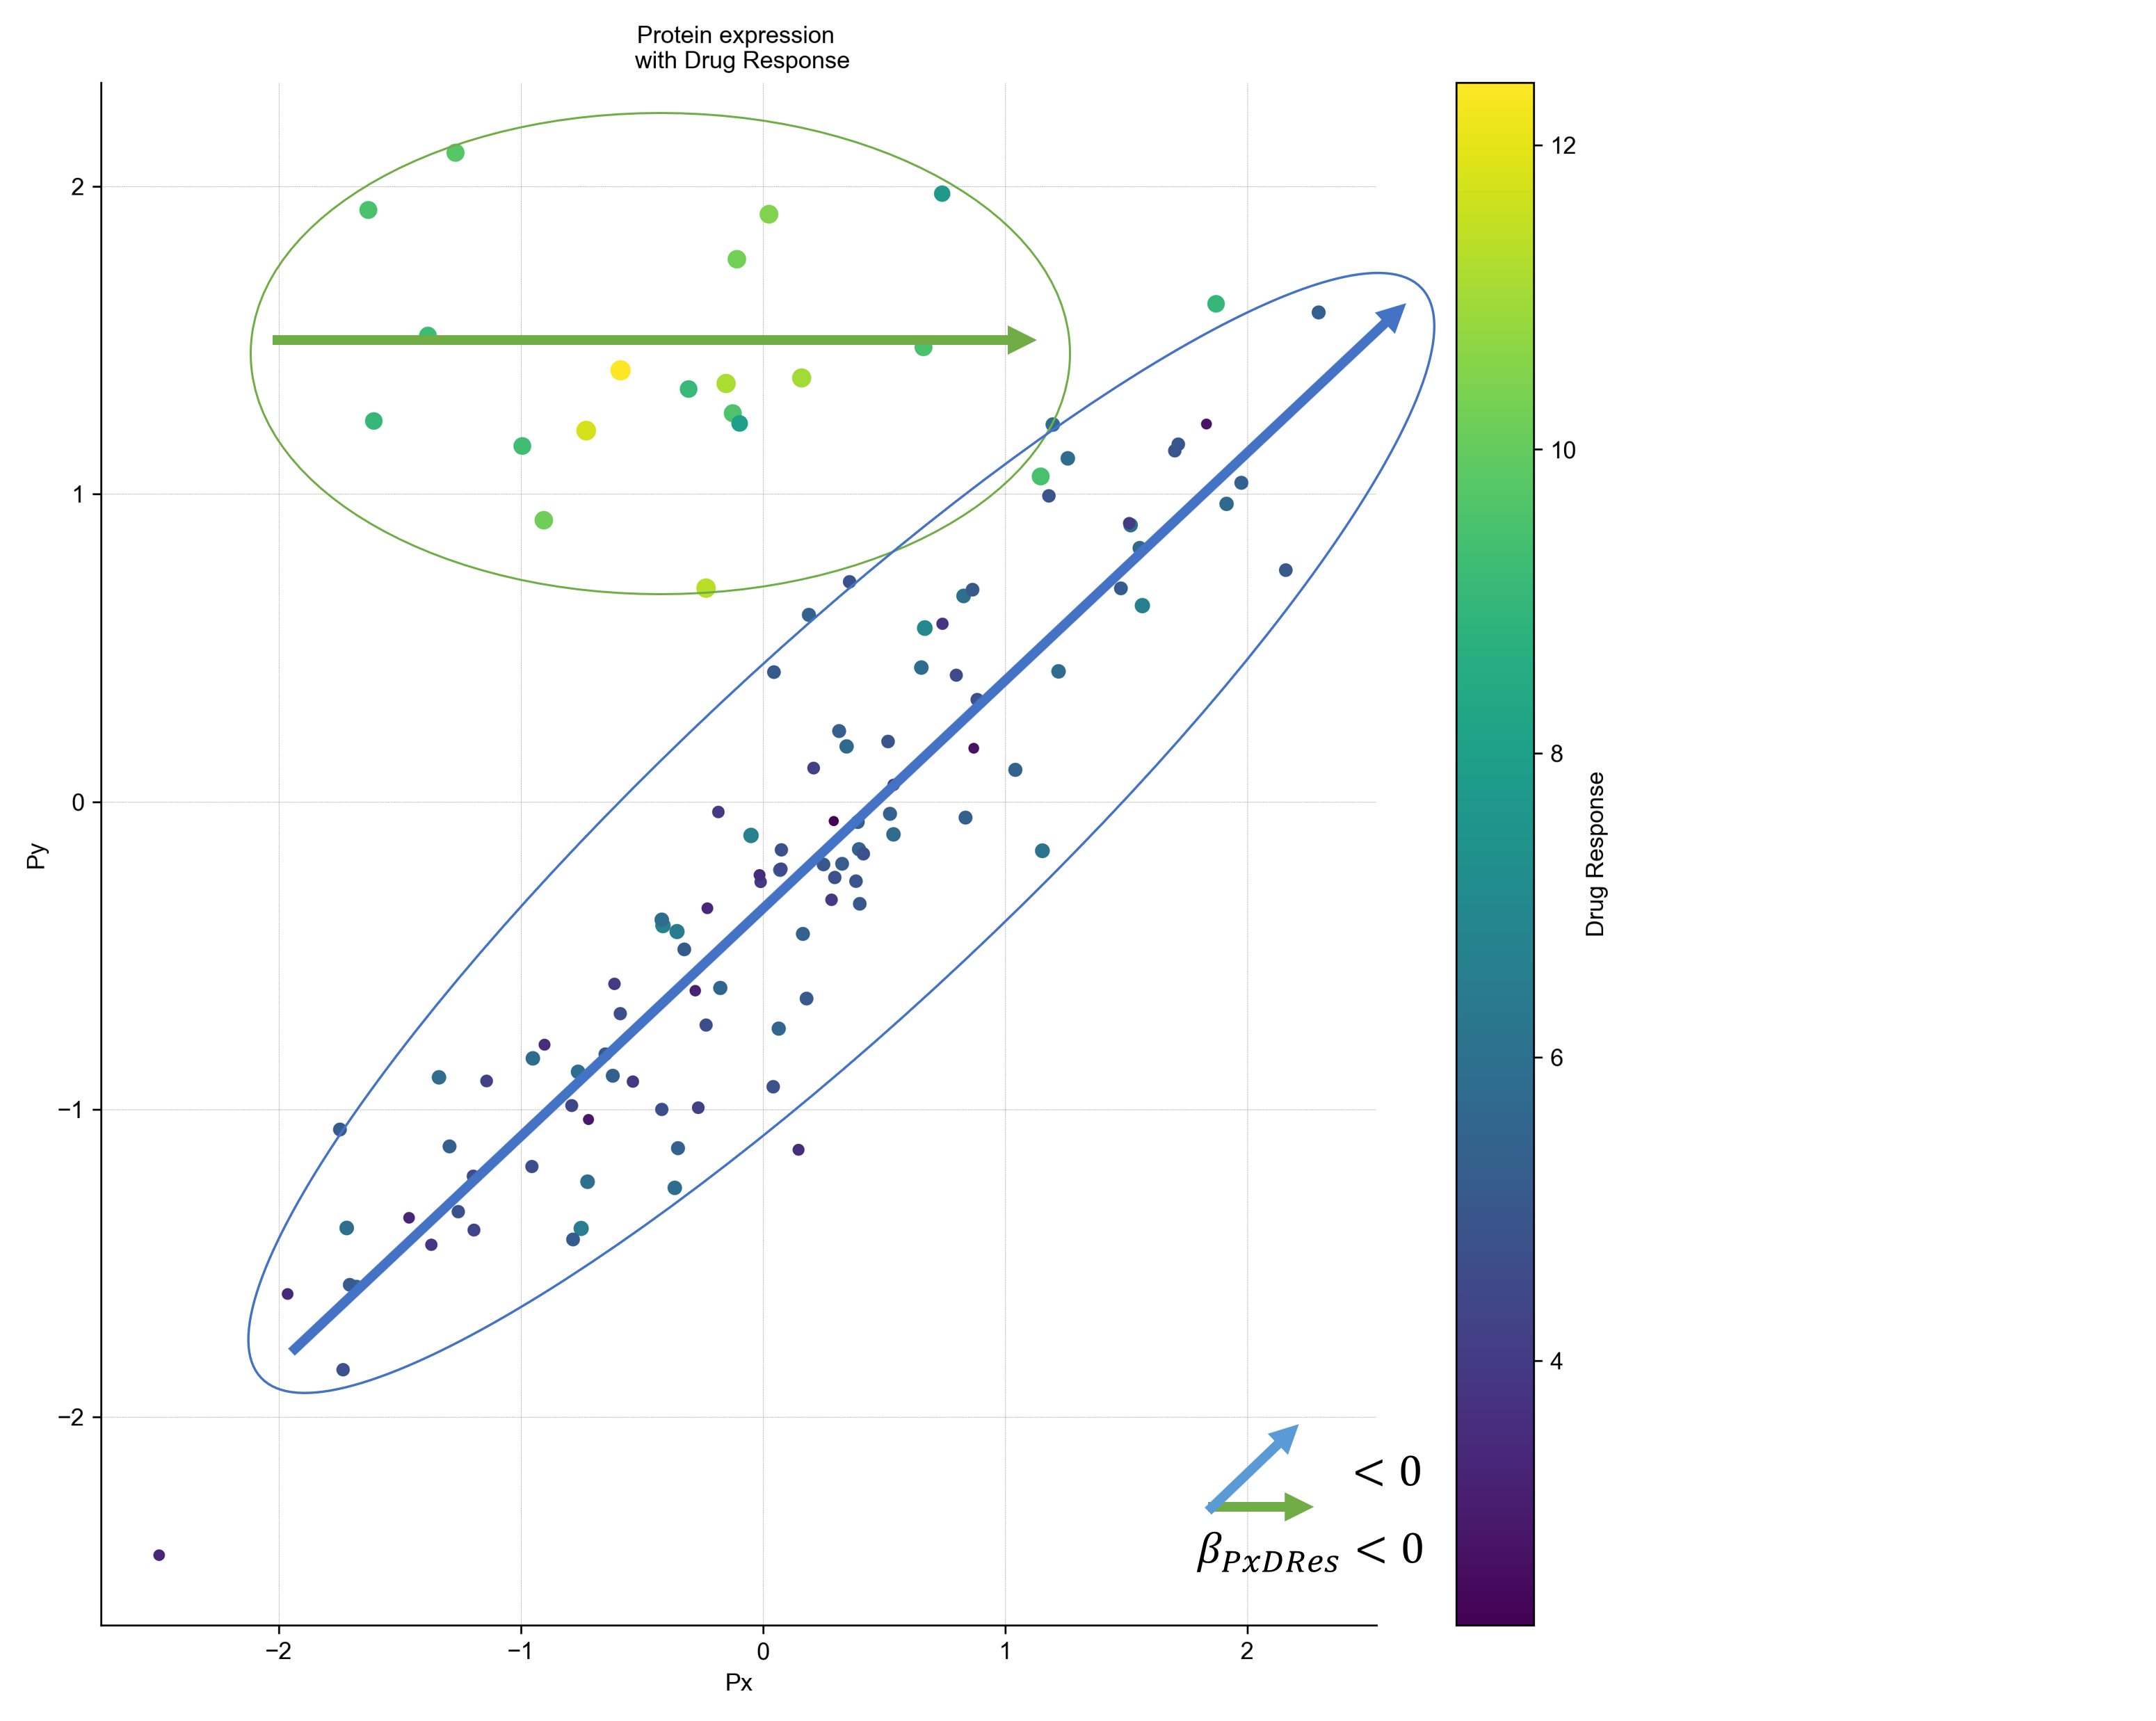 Protein expression
with Drug Response
2
1
0
−1
−2
Py
−2
−1
0
1
2
Px
12
10
8
6
4
Drug Response
< 0
βPxDRes < 0